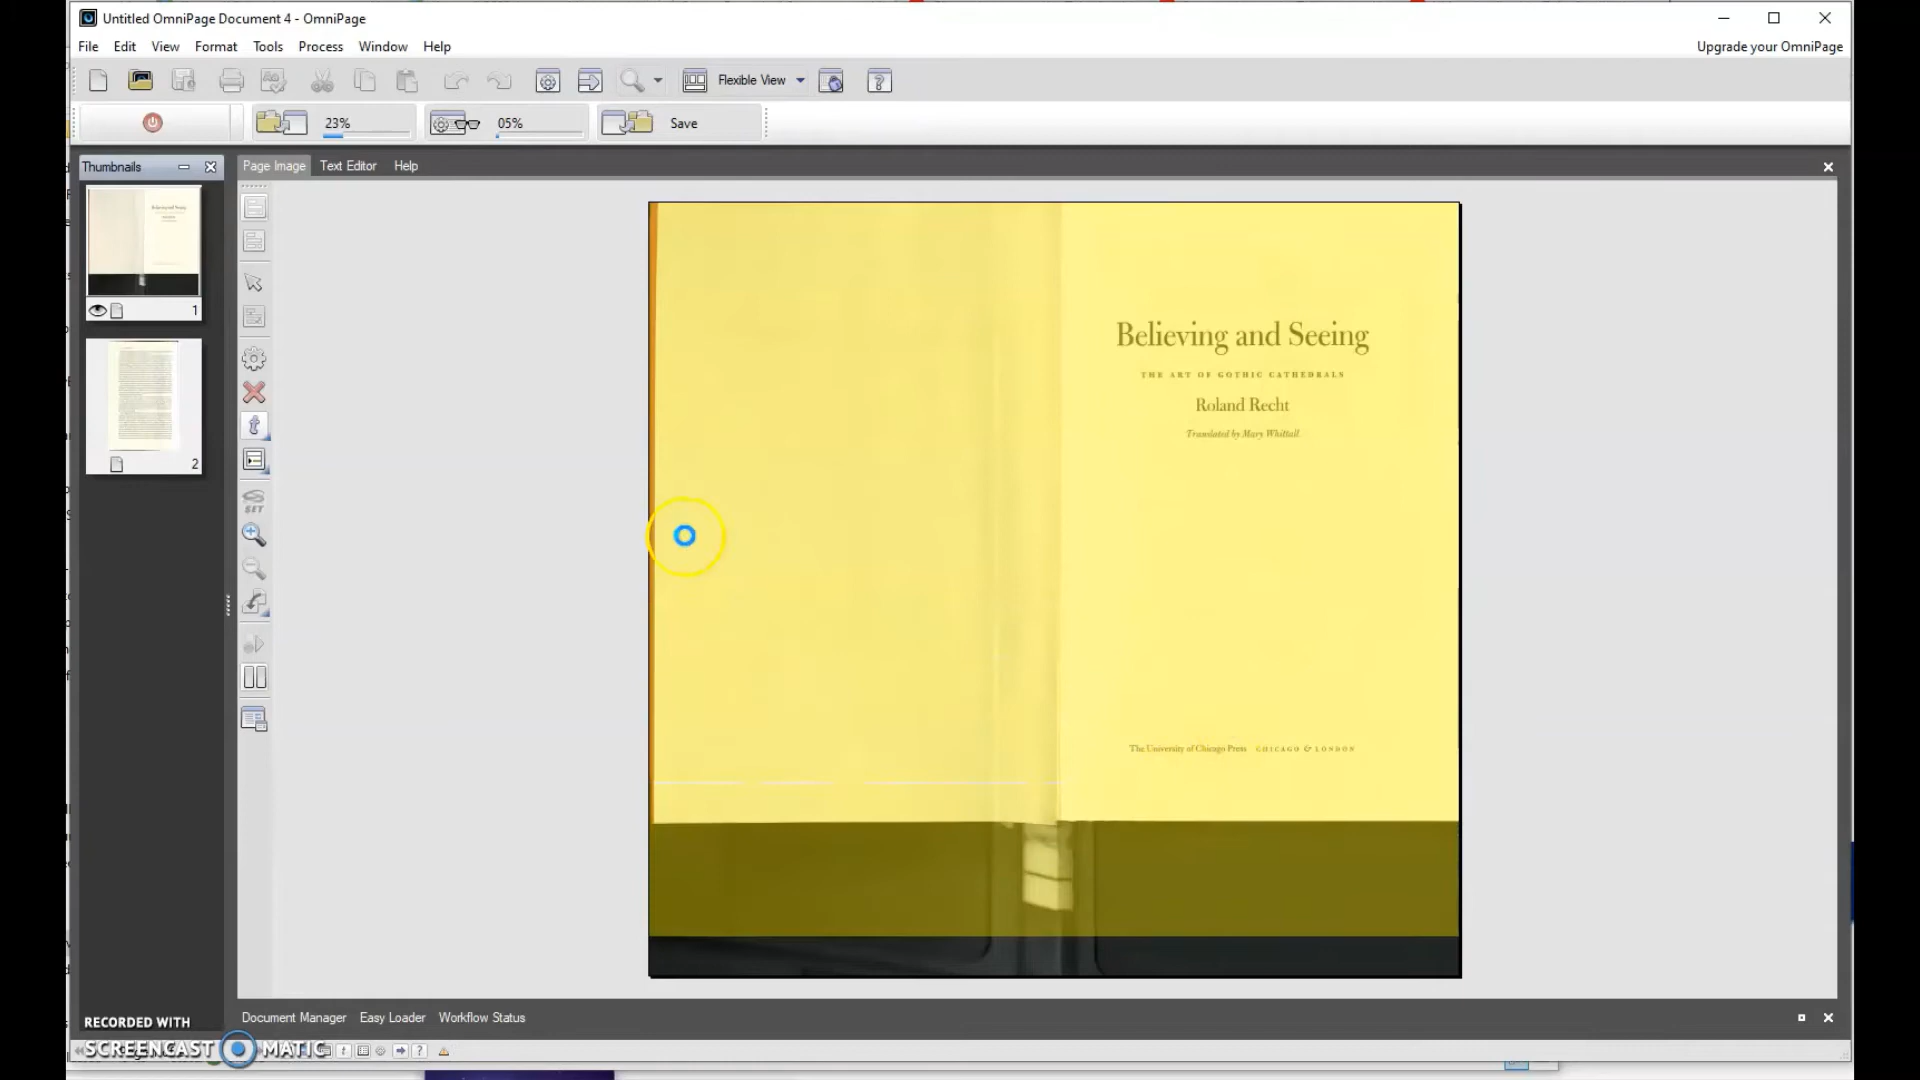 Untitled OmniPage Document 4 - OmniPage
File Edit View Format Tools Process Window Help
Upgrade your OmniPage
Flexible View
23%
05%
Save
Thumbnails
Page Image Text Editor Help
1
2
SET
Believing and Seeing
THE ART OF GOTHIC CATHEDRALS
Roland Recht
Translated by Mary Whittall
The University of Chicago Press CHICAGO & LONDON
Document Manager Easy Loader Workflow Status
RECORDED WITH
SCREENCAST MATIC